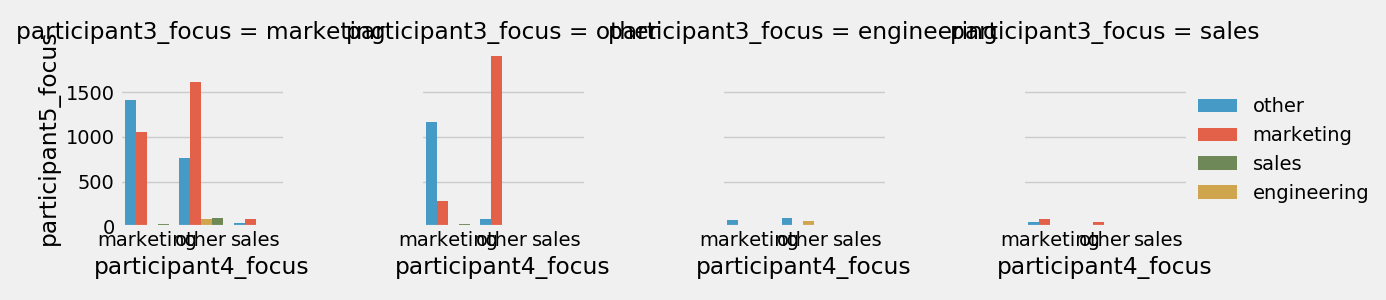 participant3_focus = marketing
participant3_focus = other
participant3_focus = engineering
participant3_focus = sales
participant5_focus
1500
1000
500
0
marketing other sales
marketing other sales
marketing other sales
marketing other sales
participant4_focus
participant4_focus
participant4_focus
participant4_focus
other
marketing
sales
engineering